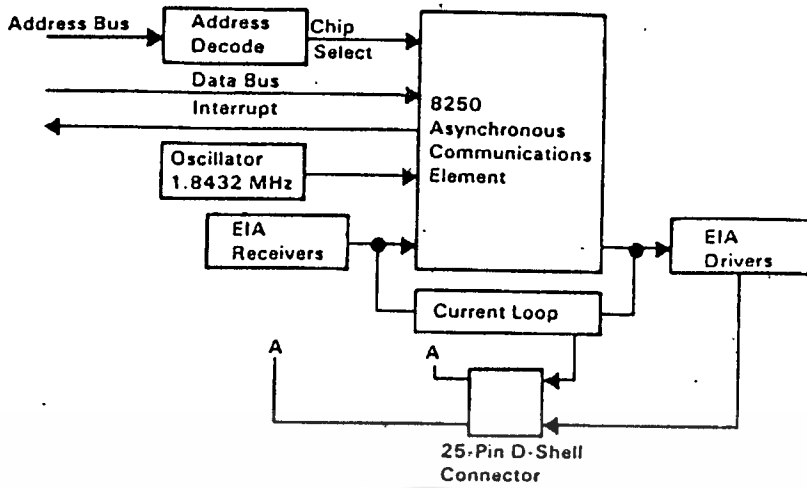 Address Bus
Address
Decode
Chip
Select
Data Bus
Interrupt
8250
Asynchronous
Communications
Element
Oscillator
1.8432 MHz
EIA
Receivers
EIA
Drivers
Current Loop
A
A
25-Pin D-Shell
Connector